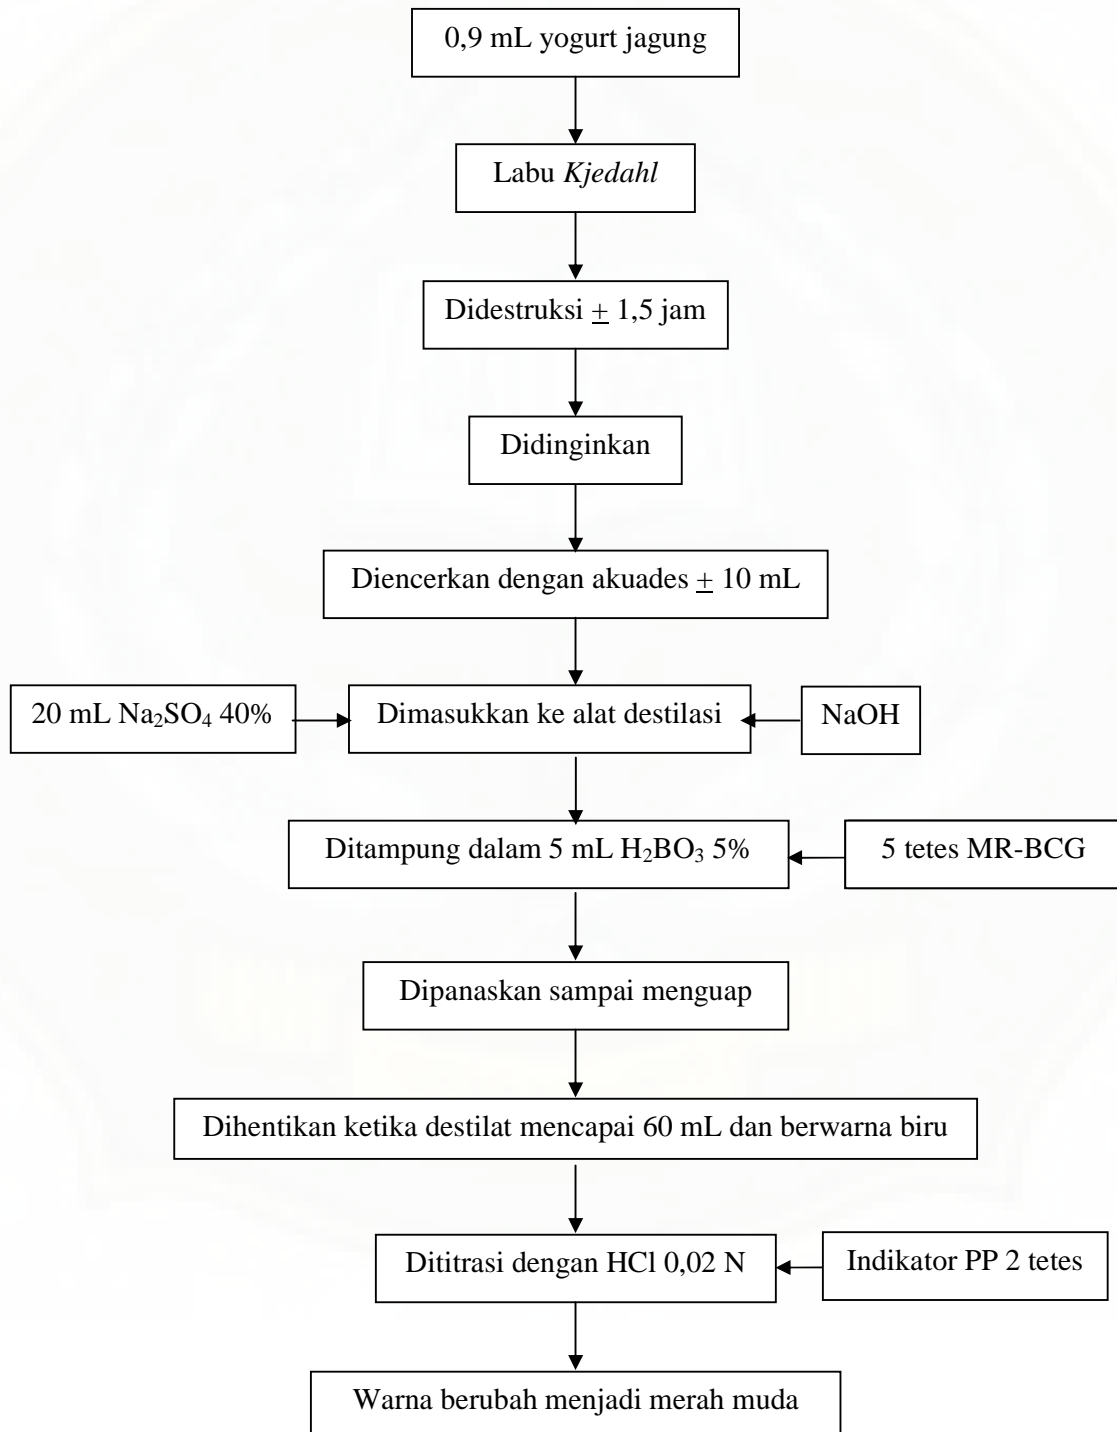 0,9 mL yogurt jagung
Labu Kjedahl
Didestruksi ± 1,5 jam
Didinginkan
Diencerkan dengan akuades ± 10 mL
20 mL Na₂SO₄ 40%
Dimasukkan ke alat destilasi
NaOH
Ditampung dalam 5 mL H₂BO₃ 5%
5 tetes MR-BCG
Dipanaskan sampai menguap
Dihentikan ketika destilat mencapai 60 mL dan berwarna biru
Dititrasi dengan HCl 0,02 N
Indikator PP 2 tetes
Warna berubah menjadi merah muda